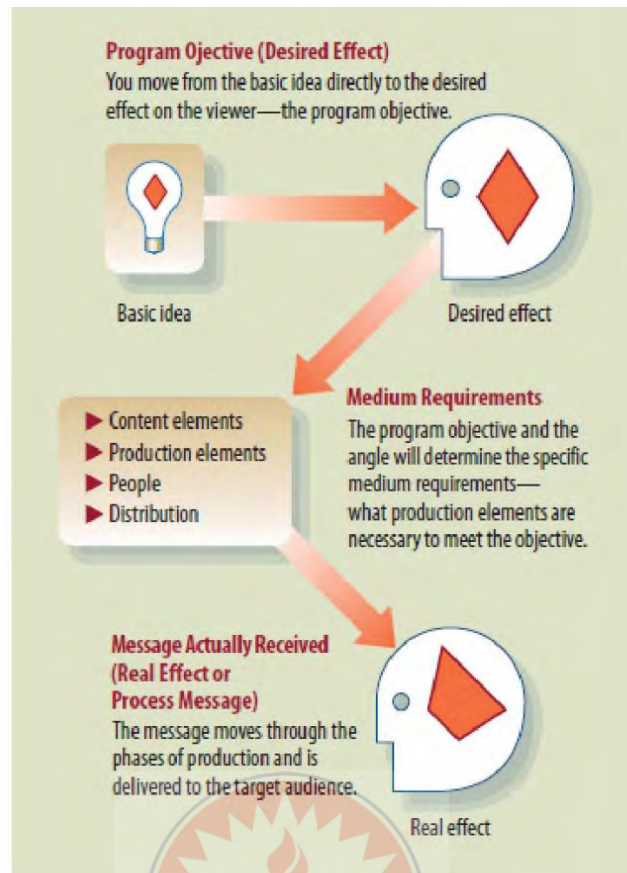 Program Ojective (Desired Effect)
You move from the basic idea directly to the desired
effect on the viewer—the program objective.
Basic idea
Desired effect
▶ Content elements
▶ Production elements
▶ People
▶ Distribution
Medium Requirements
The program objective and the
angle will determine the specific
medium requirements—
what production elements are
necessary to meet the objective.
Message Actually Received
(Real Effect or
Process Message)
The message moves through the
phases of production and is
delivered to the target audience.
Real effect